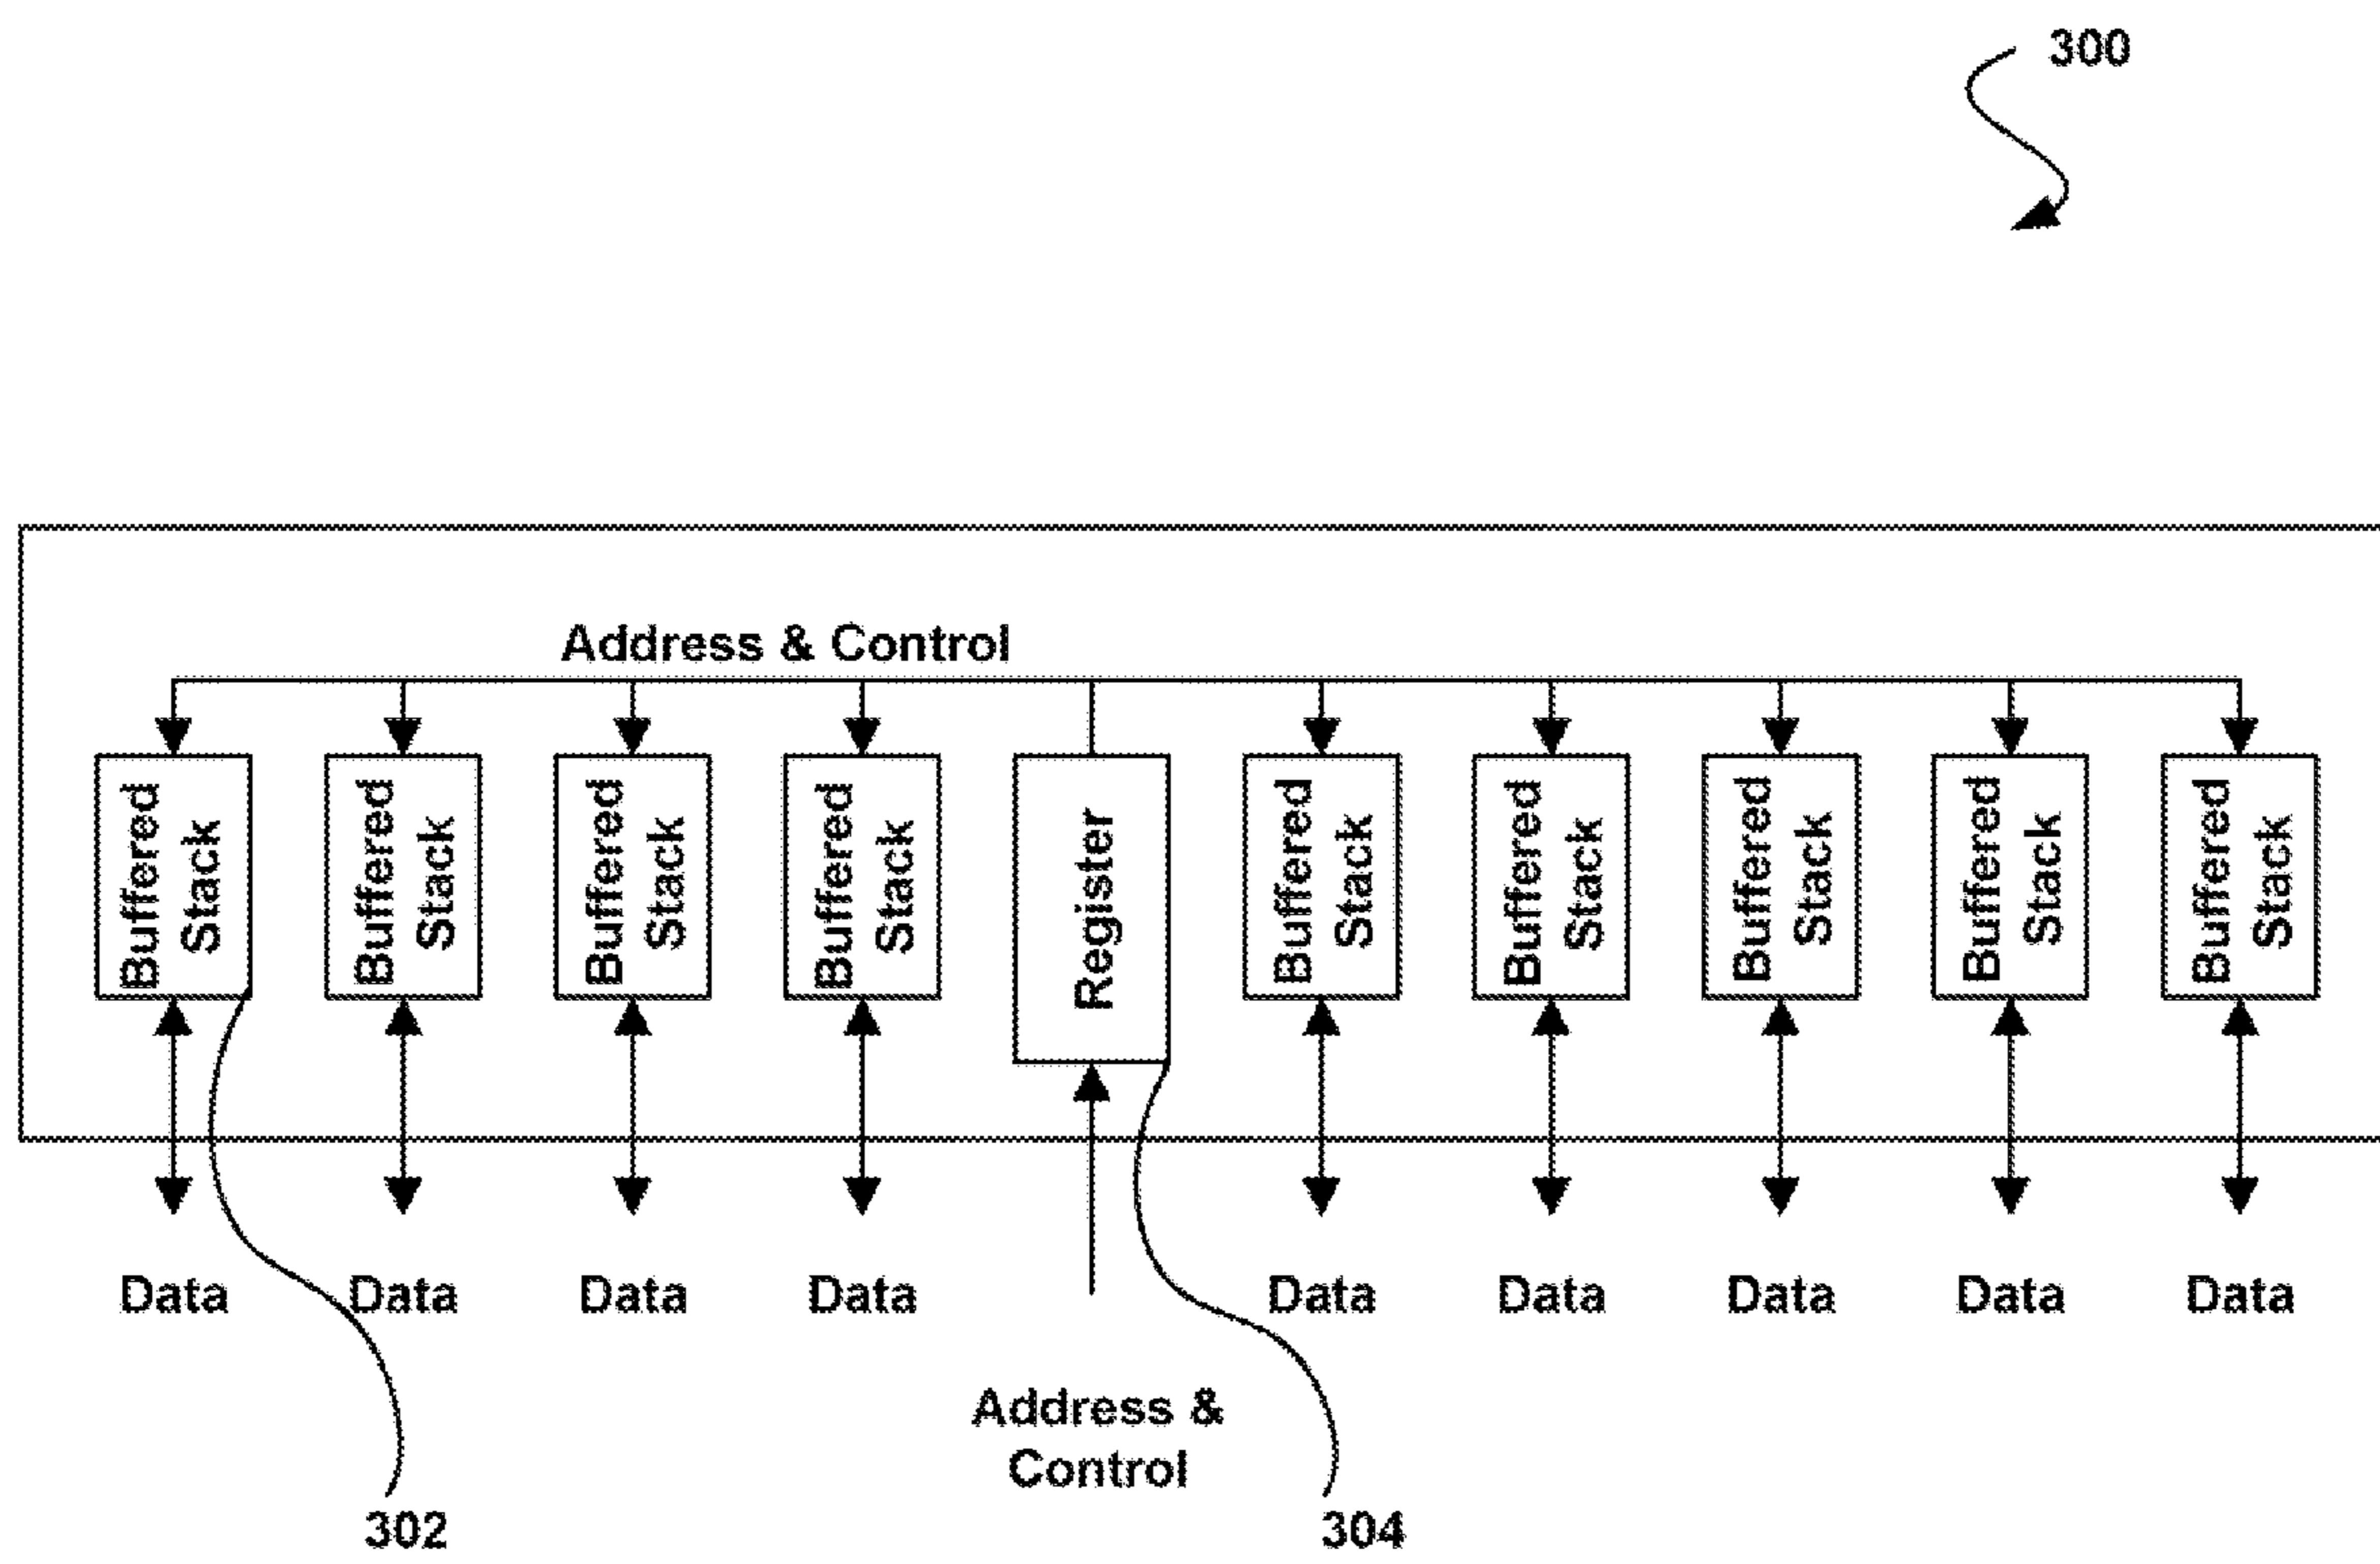 300
Address & Control
Buffered
Stack
Buffered
Stack
Buffered
Stack
Buffered
Stack
Register
Buffered
Stack
Buffered
Stack
Buffered
Stack
Buffered
Stack
Buffered
Stack
Data
Data
Data
Data
Data
Data
Data
Data
Data
Address &
Control
302
304